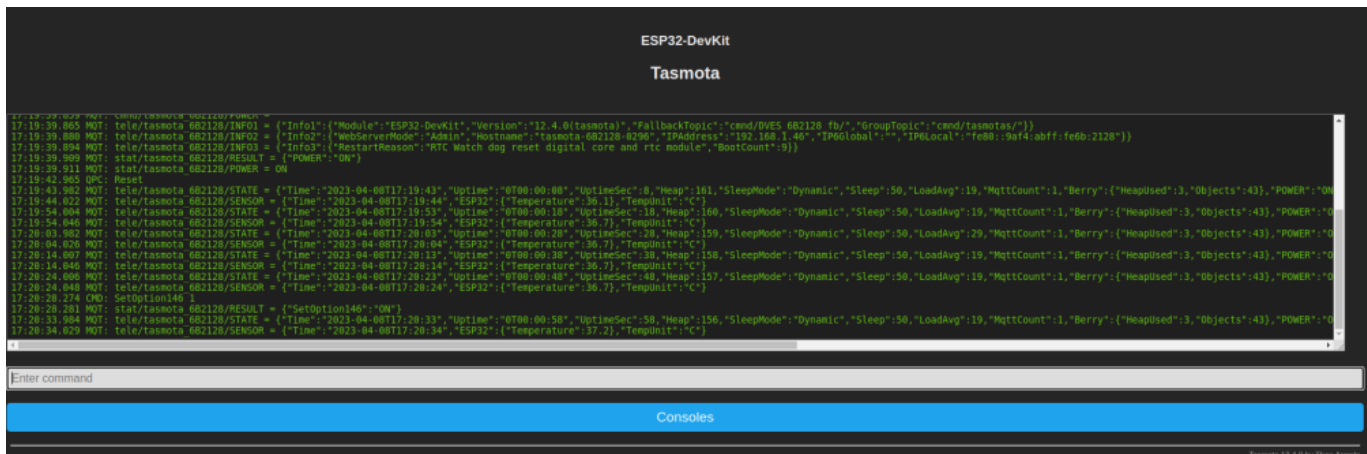 ESP32-DevKit
Tasmota
17:19:39.859 MQT: cmnd/tasmota_6B2128/POWER =
17:19:39.865 MQT: tele/tasmota_6B2128/INFO1 = {"Info1":{"Module":"ESP32-DevKit","Version":"12.4.0(tasmota)","FallbackTopic":"cmnd/DVES_6B2128_fb/","GroupTopic":"cmnd/tasmotas/"}}
17:19:39.880 MQT: tele/tasmota_6B2128/INFO2 = {"Info2":{"WebServerMode":"Admin","Hostname":"tasmota-6B2128-0296","IPAddress":"192.168.1.46","IP6Global":"","IP6Local":"fe80::9af4:abff:fe6b:2128"}}
17:19:39.894 MQT: tele/tasmota_6B2128/INFO3 = {"Info3":{"RestartReason":"RTC Watch dog reset digital core and rtc module","BootCount":9}}
17:19:39.909 MQT: stat/tasmota_6B2128/RESULT = {"POWER":"ON"}
17:19:39.911 MQT: stat/tasmota_6B2128/POWER = ON
17:19:42.965 QPC: Reset
17:19:43.982 MQT: tele/tasmota_6B2128/STATE = {"Time":"2023-04-08T17:19:43","Uptime":"0T00:00:08","UptimeSec":8,"Heap":161,"SleepMode":"Dynamic","Sleep":50,"LoadAvg":19,"MqttCount":1,"Berry":{"HeapUsed":3,"Objects":43},"POWER":"ON
17:19:44.022 MQT: tele/tasmota_6B2128/SENSOR = {"Time":"2023-04-08T17:19:44","ESP32":{"Temperature":36.1},"TempUnit":"C"}
17:19:54.004 MQT: tele/tasmota_6B2128/STATE = {"Time":"2023-04-08T17:19:53","Uptime":"0T00:00:18","UptimeSec":18,"Heap":160,"SleepMode":"Dynamic","Sleep":50,"LoadAvg":19,"MqttCount":1,"Berry":{"HeapUsed":3,"Objects":43},"POWER":"O
17:19:54.046 MQT: tele/tasmota_6B2128/SENSOR = {"Time":"2023-04-08T17:19:54","ESP32":{"Temperature":36.7},"TempUnit":"C"}
17:20:03.982 MQT: tele/tasmota_6B2128/STATE = {"Time":"2023-04-08T17:20:03","Uptime":"0T00:00:28","UptimeSec":28,"Heap":159,"SleepMode":"Dynamic","Sleep":50,"LoadAvg":29,"MqttCount":1,"Berry":{"HeapUsed":3,"Objects":43},"POWER":"O
17:20:04.026 MQT: tele/tasmota_6B2128/SENSOR = {"Time":"2023-04-08T17:20:04","ESP32":{"Temperature":36.7},"TempUnit":"C"}
17:20:14.007 MQT: tele/tasmota_6B2128/STATE = {"Time":"2023-04-08T17:20:13","Uptime":"0T00:00:38","UptimeSec":38,"Heap":158,"SleepMode":"Dynamic","Sleep":50,"LoadAvg":19,"MqttCount":1,"Berry":{"HeapUsed":3,"Objects":43},"POWER":"O
17:20:14.046 MQT: tele/tasmota_6B2128/SENSOR = {"Time":"2023-04-08T17:20:14","ESP32":{"Temperature":36.7},"TempUnit":"C"}
17:20:24.006 MQT: tele/tasmota_6B2128/STATE = {"Time":"2023-04-08T17:20:23","Uptime":"0T00:00:48","UptimeSec":48,"Heap":157,"SleepMode":"Dynamic","Sleep":50,"LoadAvg":19,"MqttCount":1,"Berry":{"HeapUsed":3,"Objects":43},"POWER":"O
17:20:24.048 MQT: tele/tasmota_6B2128/SENSOR = {"Time":"2023-04-08T17:20:24","ESP32":{"Temperature":36.7},"TempUnit":"C"}
17:20:28.274 CMD: SetOption146 1
17:20:28.281 MQT: stat/tasmota_6B2128/RESULT = {"SetOption146":"ON"}
17:20:33.984 MQT: tele/tasmota_6B2128/STATE = {"Time":"2023-04-08T17:20:33","Uptime":"0T00:00:58","UptimeSec":58,"Heap":156,"SleepMode":"Dynamic","Sleep":50,"LoadAvg":19,"MqttCount":1,"Berry":{"HeapUsed":3,"Objects":43},"POWER":"O
17:20:34.029 MQT: tele/tasmota_6B2128/SENSOR = {"Time":"2023-04-08T17:20:34","ESP32":{"Temperature":37.2},"TempUnit":"C"}
Enter command
Consoles